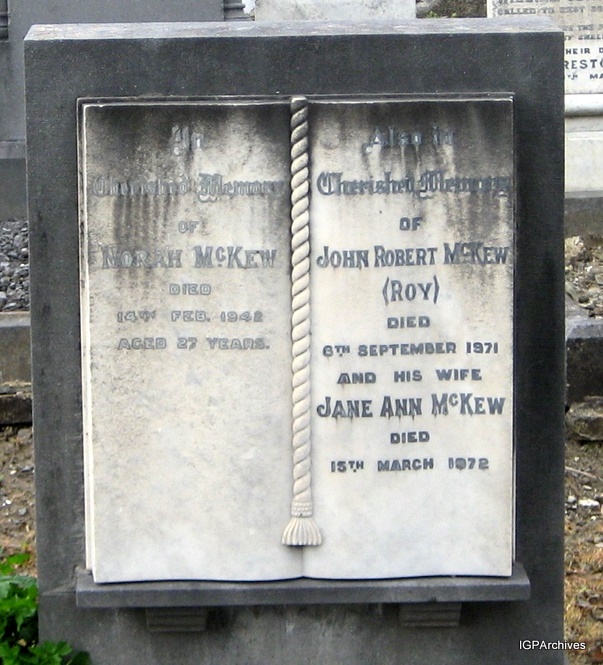 In
Cherished Memory
OF
NORAH McKEW
DIED
14TH FEB. 1942
AGED 27 YEARS.
Also in
Cherished Memory
OF
JOHN ROBERT McKEW
(ROY)
DIED
6TH SEPTEMBER 1971
AND HIS WIFE
JANE ANN McKEW
DIED
15TH MARCH 1972
IGPArchives